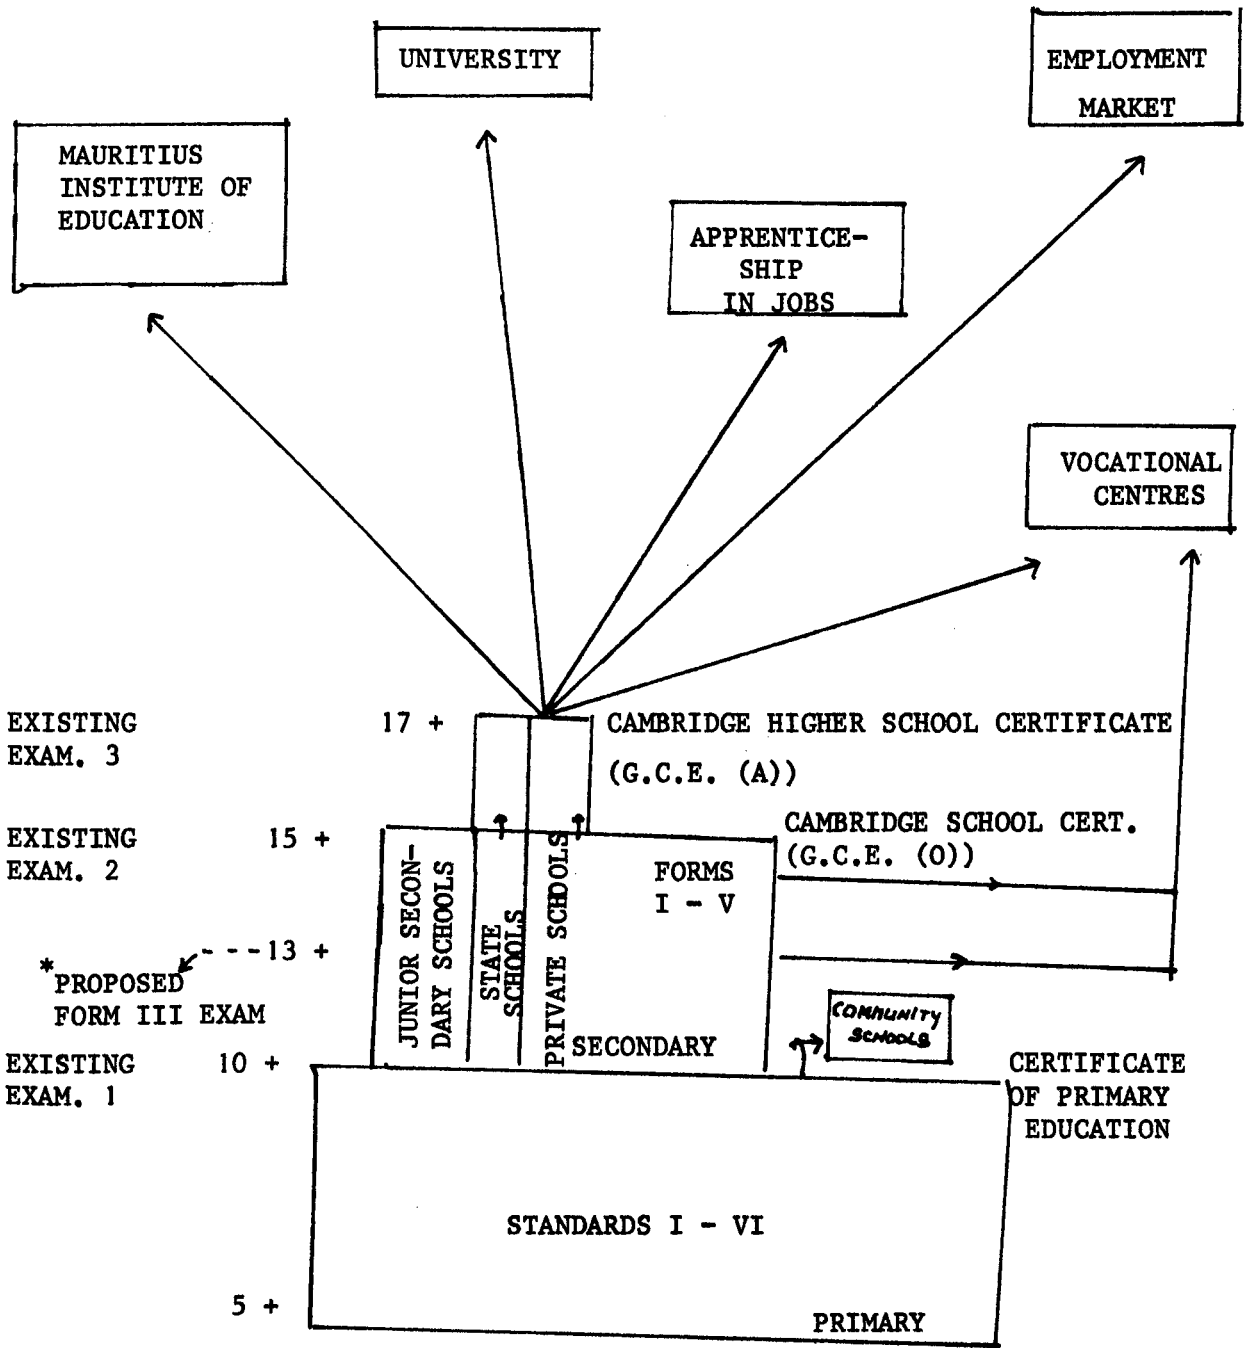 UNIVERSITY
EMPLOYMENT
MARKET
MAURITIUS
INSTITUTE OF
EDUCATION
APPRENTICE-
SHIP
IN JOBS
VOCATIONAL
CENTRES
EXISTING
EXAM. 3
17 +
CAMBRIDGE HIGHER SCHOOL CERTIFICATE
(G.C.E. (A))
EXISTING
EXAM. 2
15 +
CAMBRIDGE SCHOOL CERT.
(G.C.E. (O))
JUNIOR SECON-
DARY SCHOOLS
STATE
SCHOOLS
PRIVATE SCHOOLS
FORMS
I - V
SECONDARY
---13 +
*PROPOSED
FORM III EXAM
COMMUNITY
SCHOOLS
EXISTING
EXAM. 1
10 +
CERTIFICATE
OF PRIMARY
EDUCATION
STANDARDS I - VI
5 +
PRIMARY